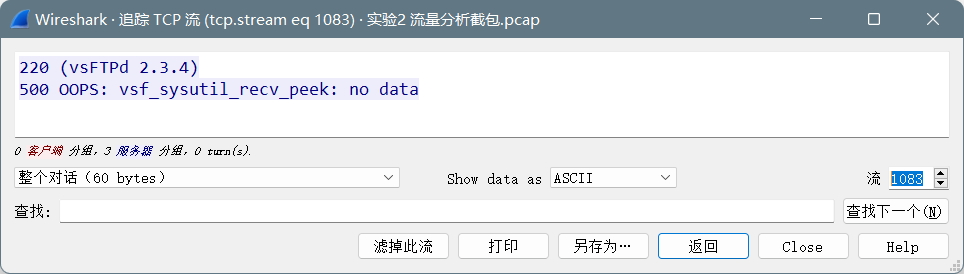 Wireshark · 追踪 TCP 流 (tcp.stream eq 1083) · 实验2 流量分析截包.pcap
220 (vsFTPd 2.3.4)
500 OOPS: vsf_sysutil_recv_peek: no data
0 客户端 分组, 3 服务器 分组, 0 turn(s).
整个对话（60 bytes） Show data as ASCII 流 1083
查找: 查找下一个(N)
滤掉此流 打印 另存为… 返回 Close Help